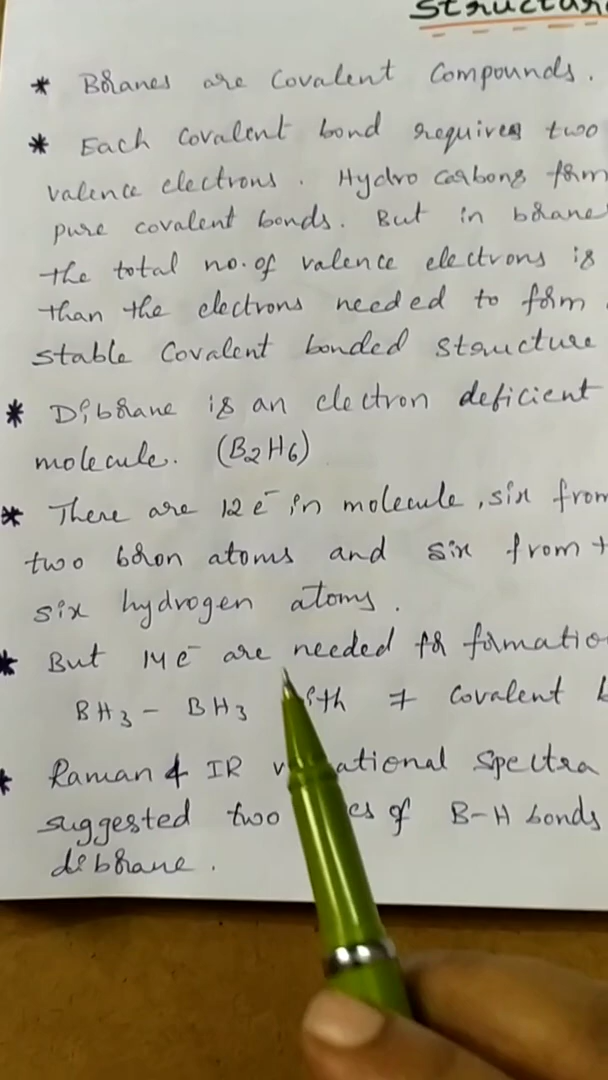 Structure
* Boranes are Covalent Compounds.
* Each Covalent bond requires two
valence electrons. Hydro carbons form
pure covalent bonds. But in borane
the total no. of valence electrons is
than the electrons needed to form
stable Covalent bonded structure
* Diborane is an electron deficient
molecule. (B2H6)
* There are 12 e⁻ in molecule, six from
two boron atoms and six from
six hydrogen atoms.
* But 14 e⁻ are needed for
BH3 - BH3 7 covalent
* Raman & IR Spectra
suggested two of B-H bonds
diborane.